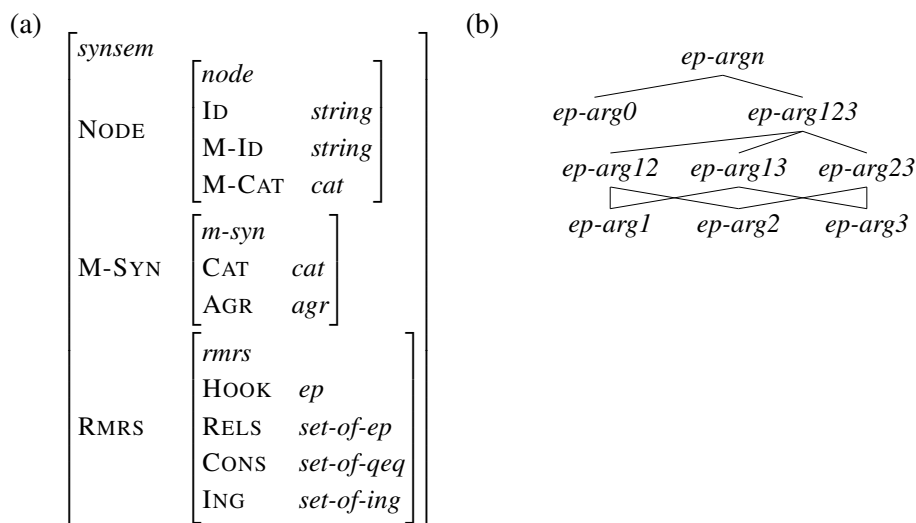 (a)
synsem
NODE
node
ID string
M-ID string
M-CAT cat
M-SYN
m-syn
CAT cat
AGR agr
RMRS
rmrs
HOOK ep
RELS set-of-ep
CONS set-of-qeq
ING set-of-ing
(b)
ep-argn
ep-arg0 ep-arg123
ep-arg12 ep-arg13 ep-arg23
ep-arg1 ep-arg2 ep-arg3